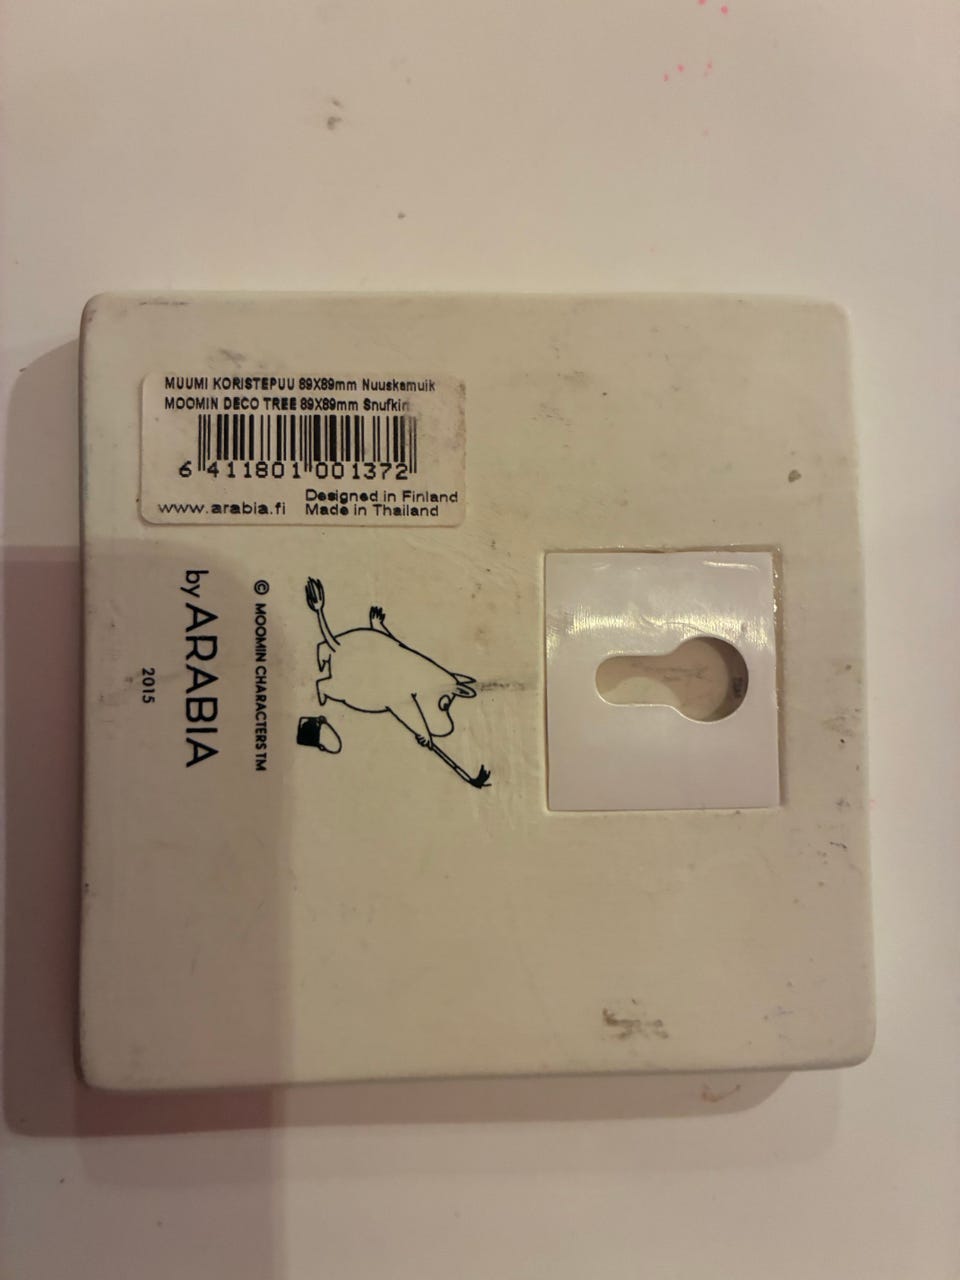 MUUMI KORISTEPUU 89X89mm Nuuskamuik
MOOMIN DECO TREE 89X89mm Snufkin
6 411801 001372
www.arabia.fi
Designed in Finland
Made in Thailand
© MOOMIN CHARACTERS TM
by ARABIA
2015